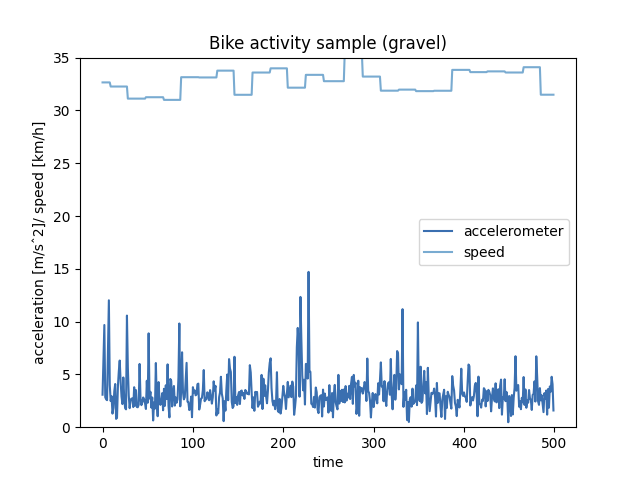 Bike activity sample (gravel)
acceleration [m/sˆ2]/ speed [km/h]
35
30
25
20
15
10
5
0
accelerometer
speed
0 100 200 300 400 500
time